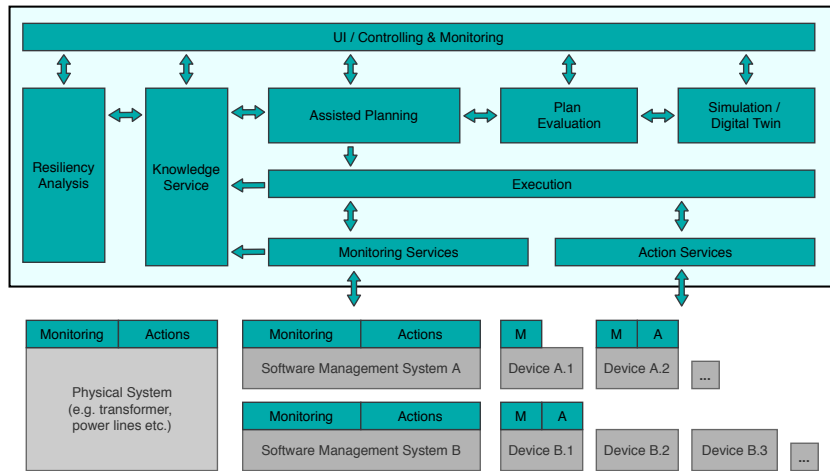 UI / Controlling & Monitoring
Resiliency
Analysis
Knowledge
Service
Assisted Planning
Plan
Evaluation
Simulation /
Digital Twin
Execution
Monitoring Services
Action Services
Monitoring
Actions
Physical System
(e.g. transformer,
power lines etc.)
Monitoring
Actions
Software Management System A
M
Device A.1
M
A
Device A.2
...
Monitoring
Actions
Software Management System B
M
A
Device B.1
Device B.2
Device B.3
...